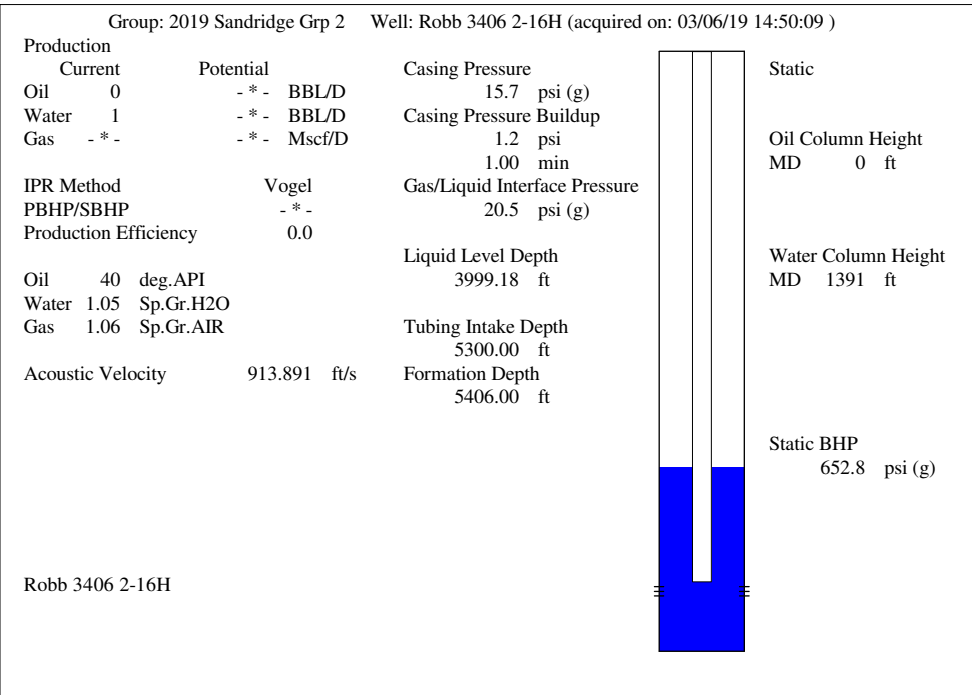 Group: 2019 Sandridge Grp 2 Well: Robb 3406 2-16H (acquired on: 03/06/19 14:50:09 )
Production
Current Potential
Oil 0 - * - BBL/D
Water 1 - * - BBL/D
Gas - * - - * - Mscf/D
IPR Method Vogel
PBHP/SBHP - * -
Production Efficiency 0.0
Oil 40 deg.API
Water 1.05 Sp.Gr.H2O
Gas 1.06 Sp.Gr.AIR
Acoustic Velocity 913.891 ft/s
Casing Pressure
15.7 psi (g)
Casing Pressure Buildup
1.2 psi
1.00 min
Gas/Liquid Interface Pressure
20.5 psi (g)
Liquid Level Depth
3999.18 ft
Tubing Intake Depth
5300.00 ft
Formation Depth
5406.00 ft
Static
Oil Column Height
MD 0 ft
Water Column Height
MD 1391 ft
Static BHP
652.8 psi (g)
Robb 3406 2-16H